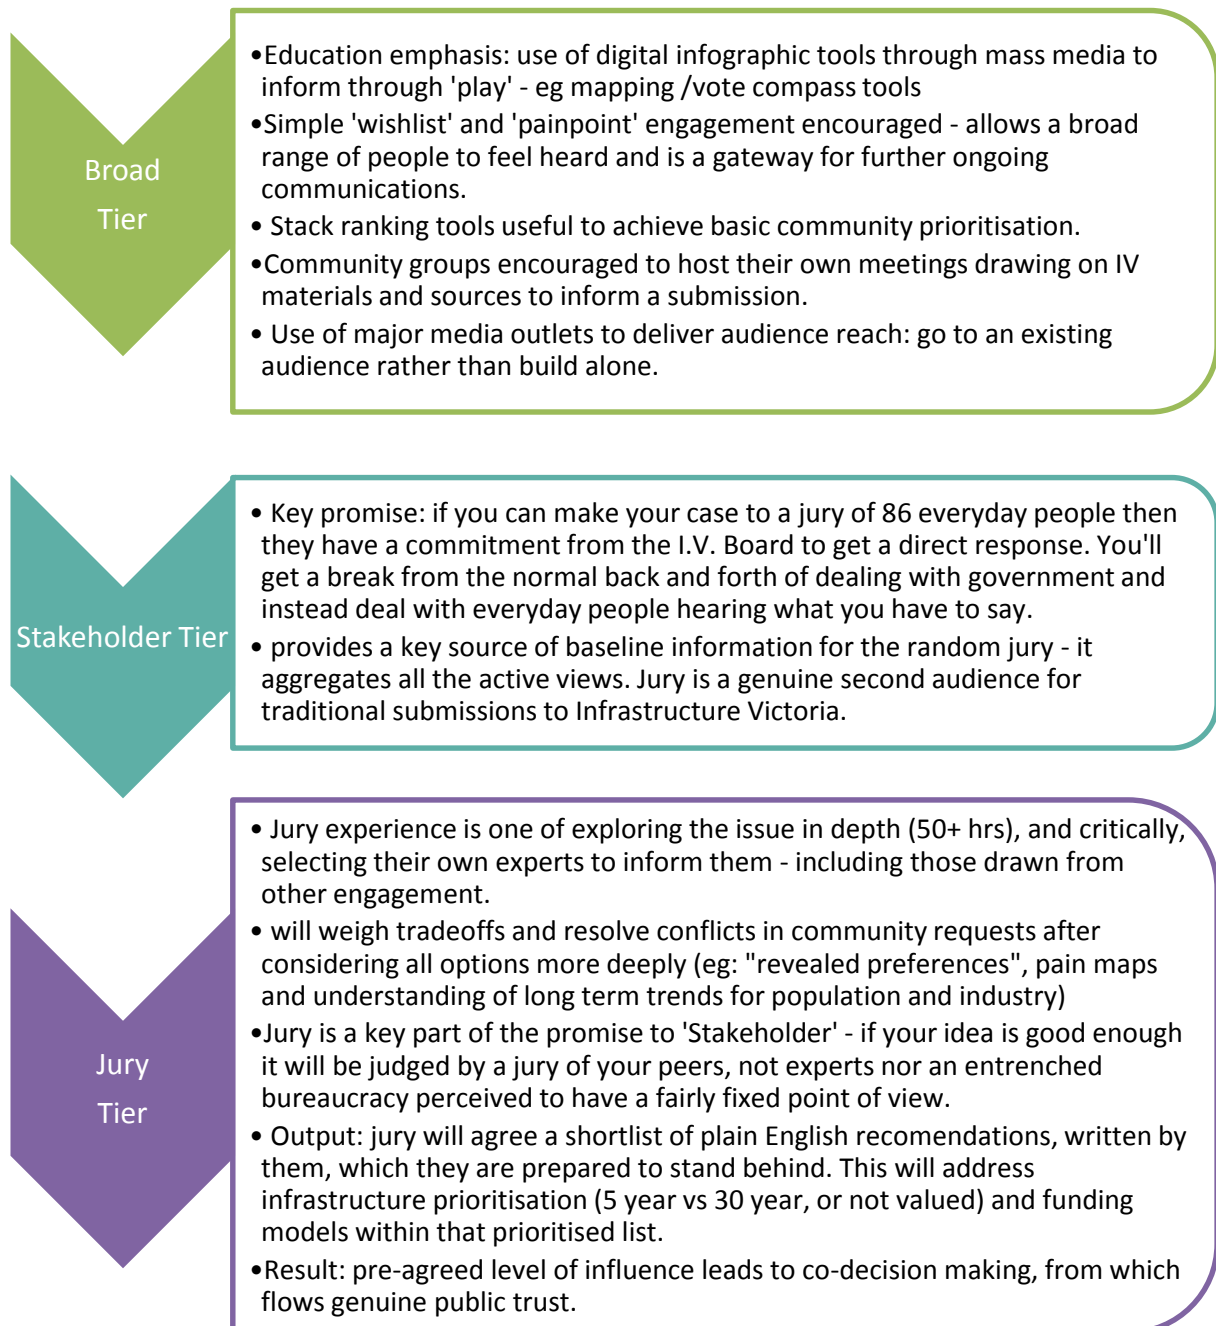 Broad
Tier
•Education emphasis: use of digital infographic tools through mass media to
inform through 'play' - eg mapping /vote compass tools
•Simple 'wishlist' and 'painpoint' engagement encouraged - allows a broad
range of people to feel heard and is a gateway for further ongoing
communications.
• Stack ranking tools useful to achieve basic community prioritisation.
•Community groups encouraged to host their own meetings drawing on IV
materials and sources to inform a submission.
• Use of major media outlets to deliver audience reach: go to an existing
audience rather than build alone.
Stakeholder Tier
• Key promise: if you can make your case to a jury of 86 everyday people then
they have a commitment from the I.V. Board to get a direct response. You'll
get a break from the normal back and forth of dealing with government and
instead deal with everyday people hearing what you have to say.
• provides a key source of baseline information for the random jury - it
aggregates all the active views. Jury is a genuine second audience for
traditional submissions to Infrastructure Victoria.
Jury
Tier
• Jury experience is one of exploring the issue in depth (50+ hrs), and critically,
selecting their own experts to inform them - including those drawn from
other engagement.
• will weigh tradeoffs and resolve conflicts in community requests after
considering all options more deeply (eg: "revealed preferences", pain maps
and understanding of long term trends for population and industry)
•Jury is a key part of the promise to 'Stakeholder' - if your idea is good enough
it will be judged by a jury of your peers, not experts nor an entrenched
bureaucracy perceived to have a fairly fixed point of view.
• Output: jury will agree a shortlist of plain English recomendations, written by
them, which they are prepared to stand behind. This will address
infrastructure prioritisation (5 year vs 30 year, or not valued) and funding
models within that prioritised list.
•Result: pre-agreed level of influence leads to co-decision making, from which
flows genuine public trust.